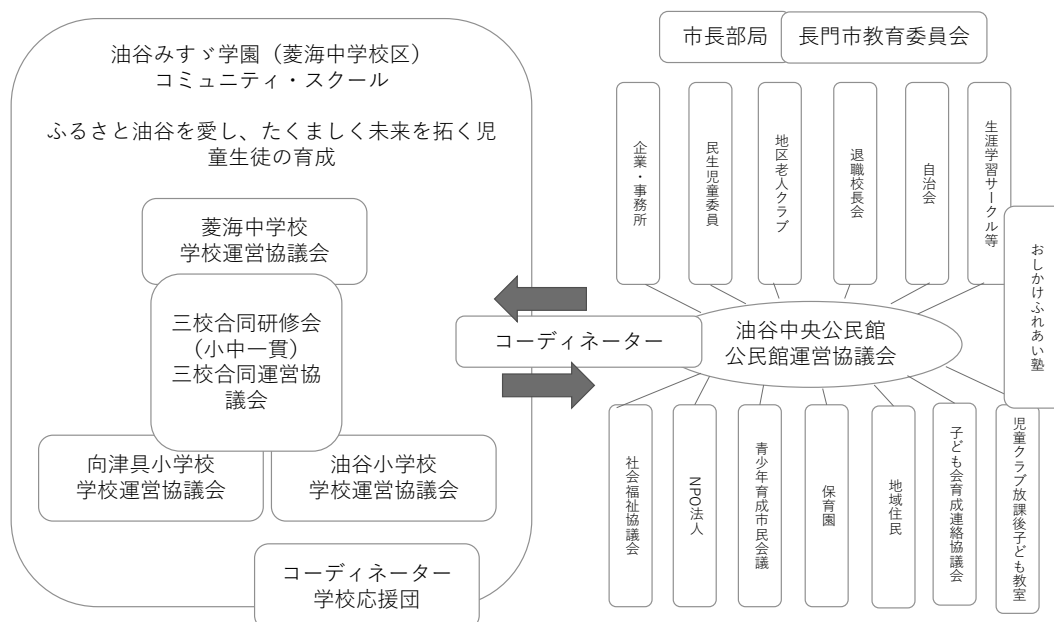 油谷みすゞ学園（菱海中学校区）
コミュニティ・スクール
ふるさと油谷を愛し、たくましく未来を拓く児
童生徒の育成
菱海中学校
学校運営協議会
三校合同研修会
（小中一貫）
三校合同運営協
議会
向津具小学校
学校運営協議会
油谷小学校
学校運営協議会
コーディネーター
学校応援団
コーディネーター
市長部局
長門市教育委員会
企業・事務所
民生児童委員
地区老人クラブ
退職校長会
自治会
生涯学習サークル等
おしかけふれあい塾
油谷中央公民館
公民館運営協議会
社会福祉協議会
NPO法人
青少年育成市民会議
保育園
地域住民
子ども会育成連絡協議会
児童クラブ放課後子ども教室